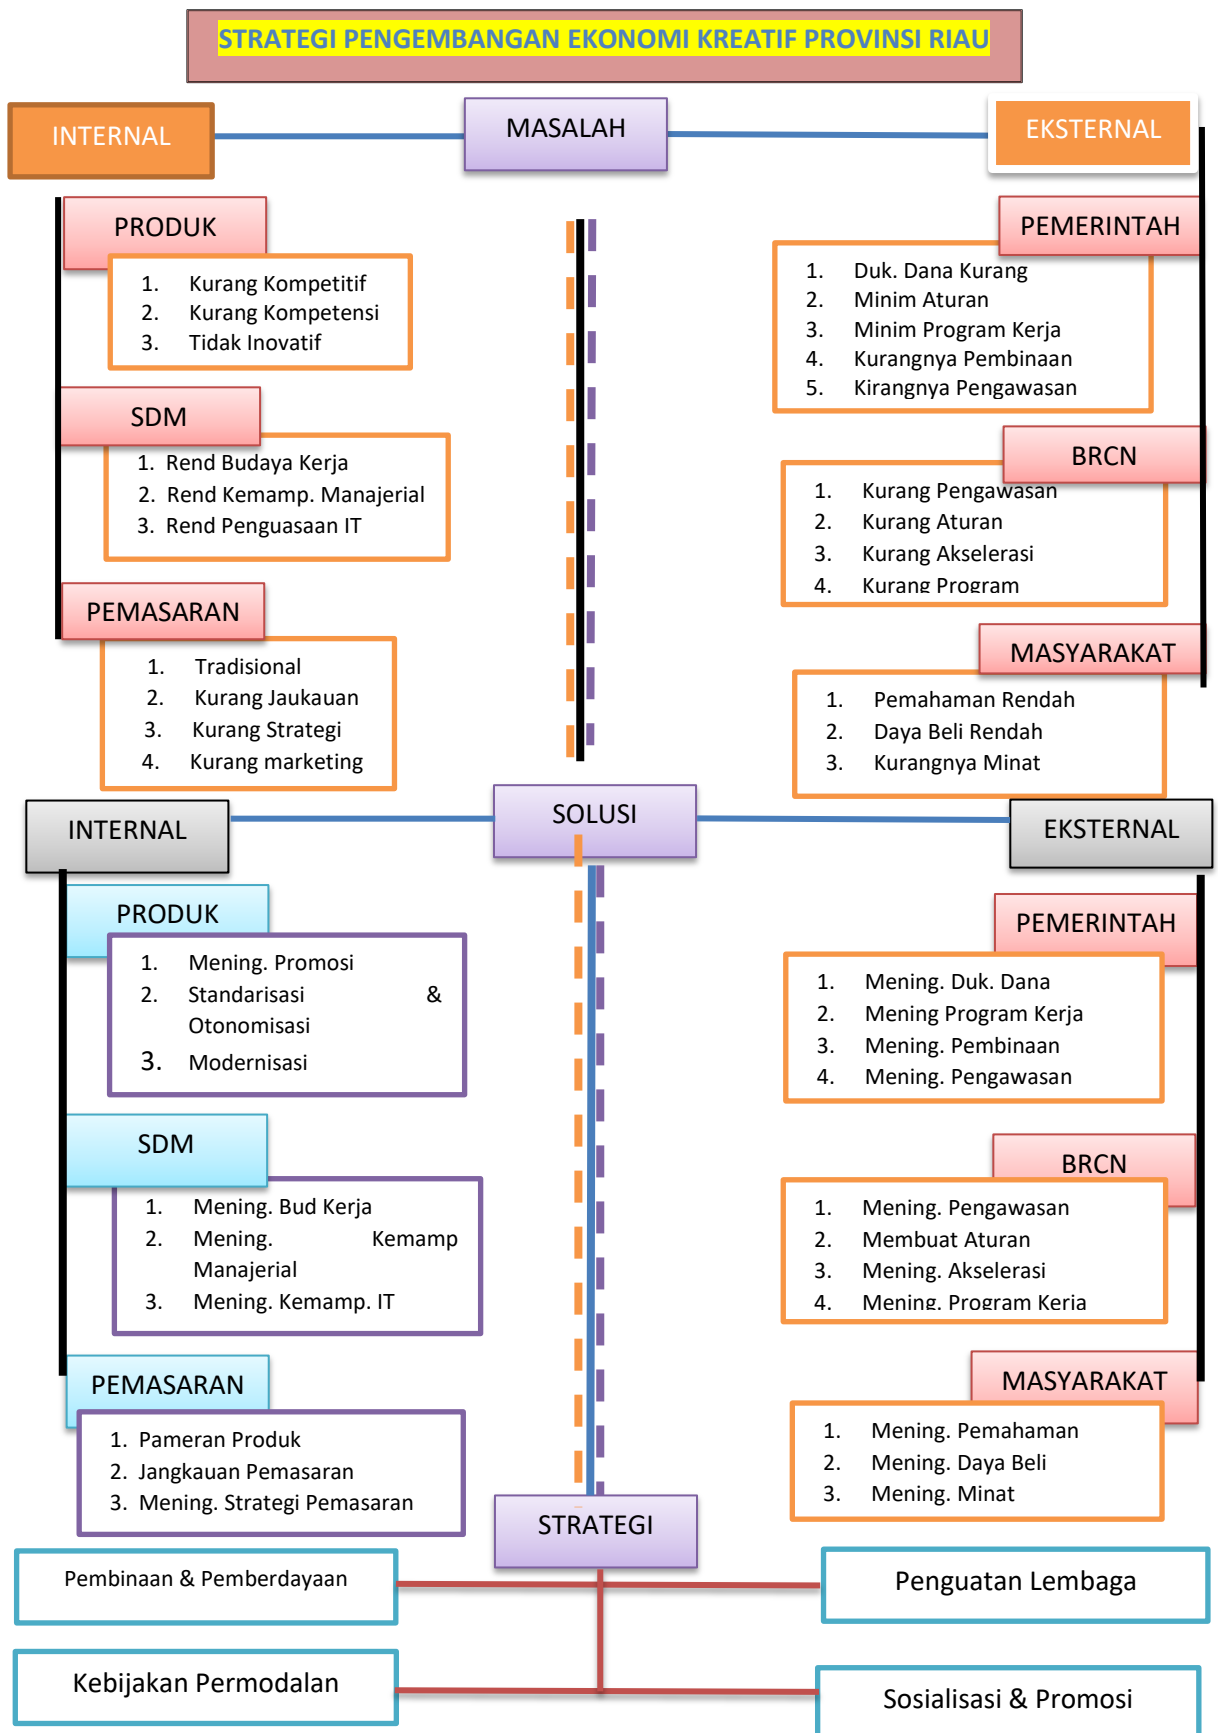 STRATEGI PENGEMBANGAN EKONOMI KREATIF PROVINSI RIAU
INTERNAL
MASALAH
EKSTERNAL
PRODUK
1. Kurang Kompetitif
2. Kurang Kompetensi
3. Tidak Inovatif
SDM
1. Rend Budaya Kerja
2. Rend Kemamp. Manajerial
3. Rend Penguasaan IT
PEMASARAN
1. Tradisional
2. Kurang Jaukauan
3. Kurang Strategi
4. Kurang marketing
PEMERINTAH
1. Duk. Dana Kurang
2. Minim Aturan
3. Minim Program Kerja
4. Kurangnya Pembinaan
5. Kirangnya Pengawasan
BRCN
1. Kurang Pengawasan
2. Kurang Aturan
3. Kurang Akselerasi
4. Kurang Program
MASYARAKAT
1. Pemahaman Rendah
2. Daya Beli Rendah
3. Kurangnya Minat
INTERNAL
SOLUSI
EKSTERNAL
PRODUK
1. Mening. Promosi
2. Standarisasi &
Otonomisasi
3. Modernisasi
SDM
1. Mening. Bud Kerja
2. Mening. Kemamp
Manajerial
3. Mening. Kemamp. IT
PEMASARAN
1. Pameran Produk
2. Jangkauan Pemasaran
3. Mening. Strategi Pemasaran
PEMERINTAH
1. Mening. Duk. Dana
2. Mening Program Kerja
3. Mening. Pembinaan
4. Mening. Pengawasan
BRCN
1. Mening. Pengawasan
2. Membuat Aturan
3. Mening. Akselerasi
4. Mening. Program Kerja
MASYARAKAT
1. Mening. Pemahaman
2. Mening. Daya Beli
3. Mening. Minat
STRATEGI
Pembinaan & Pemberdayaan
Penguatan Lembaga
Kebijakan Permodalan
Sosialisasi & Promosi